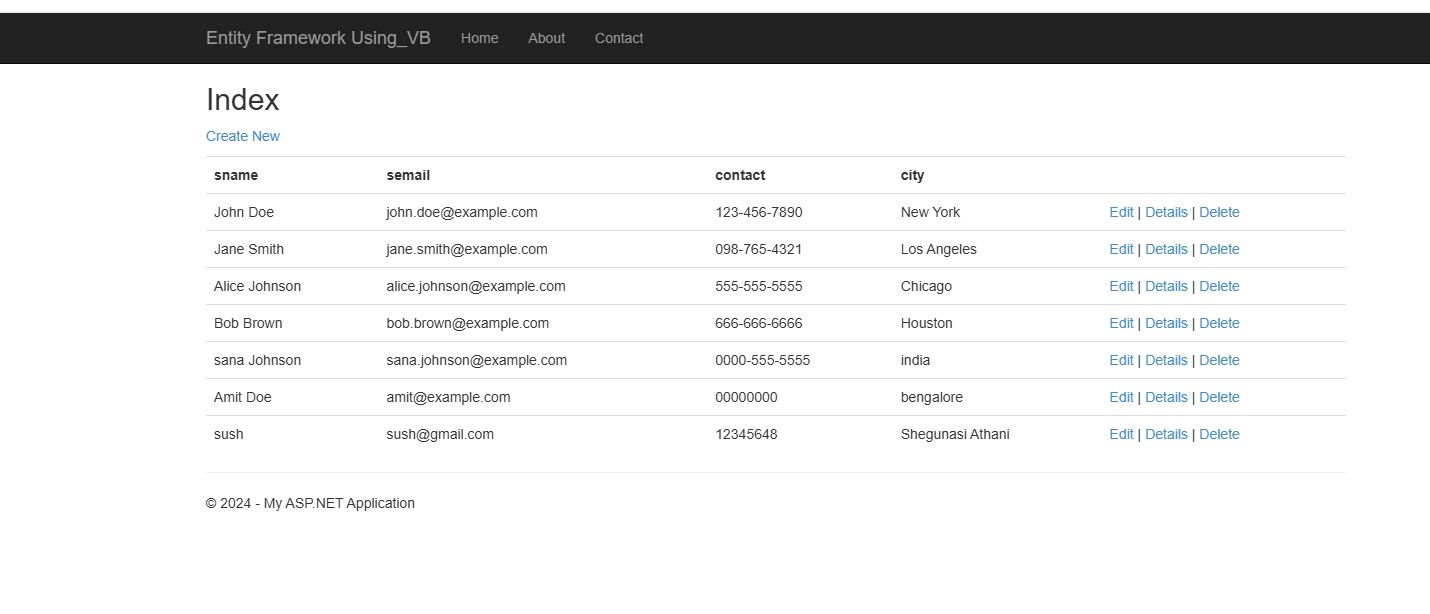 Entity Framework Using_VB Home About Contact
Index
Create New
sname semail contact city
John Doe john.doe@example.com 123-456-7890 New York Edit | Details | Delete
Jane Smith jane.smith@example.com 098-765-4321 Los Angeles Edit | Details | Delete
Alice Johnson alice.johnson@example.com 555-555-5555 Chicago Edit | Details | Delete
Bob Brown bob.brown@example.com 666-666-6666 Houston Edit | Details | Delete
sana Johnson sana.johnson@example.com 0000-555-5555 india Edit | Details | Delete
Amit Doe amit@example.com 00000000 bengalore Edit | Details | Delete
sush sush@gmail.com 12345648 Shegunasi Athani Edit | Details | Delete
© 2024 - My ASP.NET Application